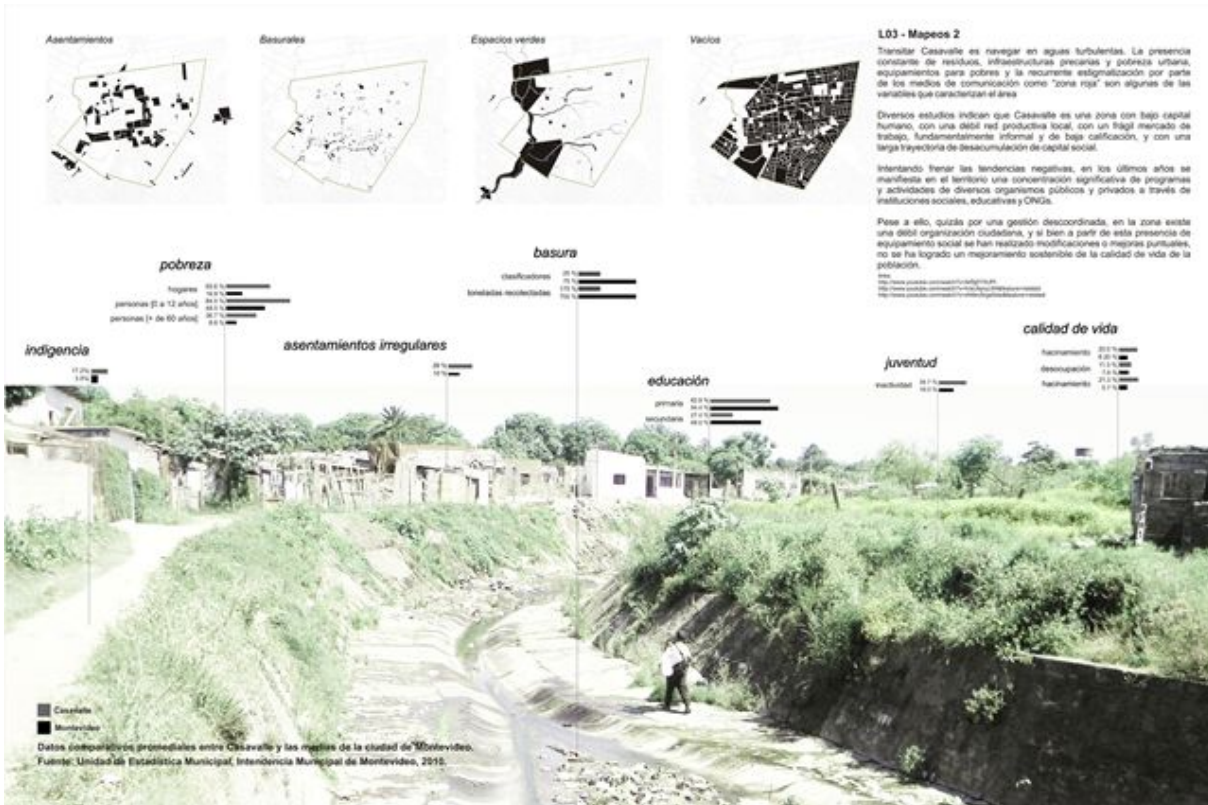 Asentamientos
Basurales
Espacios verdes
Vacíos
L03 - Mapeos 2
Transitar Casavalle es navegar en aguas turbulentas. La presencia
constante de residuos, infraestructuras precarias y pobreza urbana,
equipamientos para pobres y la recurrente estigmatización por parte
de los medios de comunicación como "zona roja" son algunas de las
variables que caracterizan el área
Diversos estudios indican que Casavalle es una zona con bajo capital
humano, con una débil red productiva local, con un frágil mercado de
trabajo, fundamentalmente informal y de baja calificación, y con una
larga trayectoria de desacumulación de capital social.
Intentando frenar las tendencias negativas, en los últimos años se
manifiesta en el territorio una concentración significativa de programas
y actividades de diversos organismos públicos y privados a través de
instituciones sociales, educativas y ONGs.
Pese a ello, quizás por una gestión descoordinada, en la zona existe
una débil organización ciudadana, y si bien a partir de esta presencia de
equipamiento social se han realizado modificaciones o mejoras puntuales,
no se ha logrado un mejoramiento sostenible de la calidad de vida de la
población.
pobreza
hogares
personas [0 a 12 años]
personas [+ de 60 años]
basura
clasificadores
toneladas recolectadas
indigencia
asentamientos irregulares
educación
primaria
secundaria
juventud
inactividad
calidad de vida
hacinamiento
desocupación
hacinamiento
Casavalle
Montevideo
Datos comparativos promediales entre Casavalle y las medias de la ciudad de Montevideo.
Fuente: Unidad de Estadística Municipal, Intendencia Municipal de Montevideo, 2010.